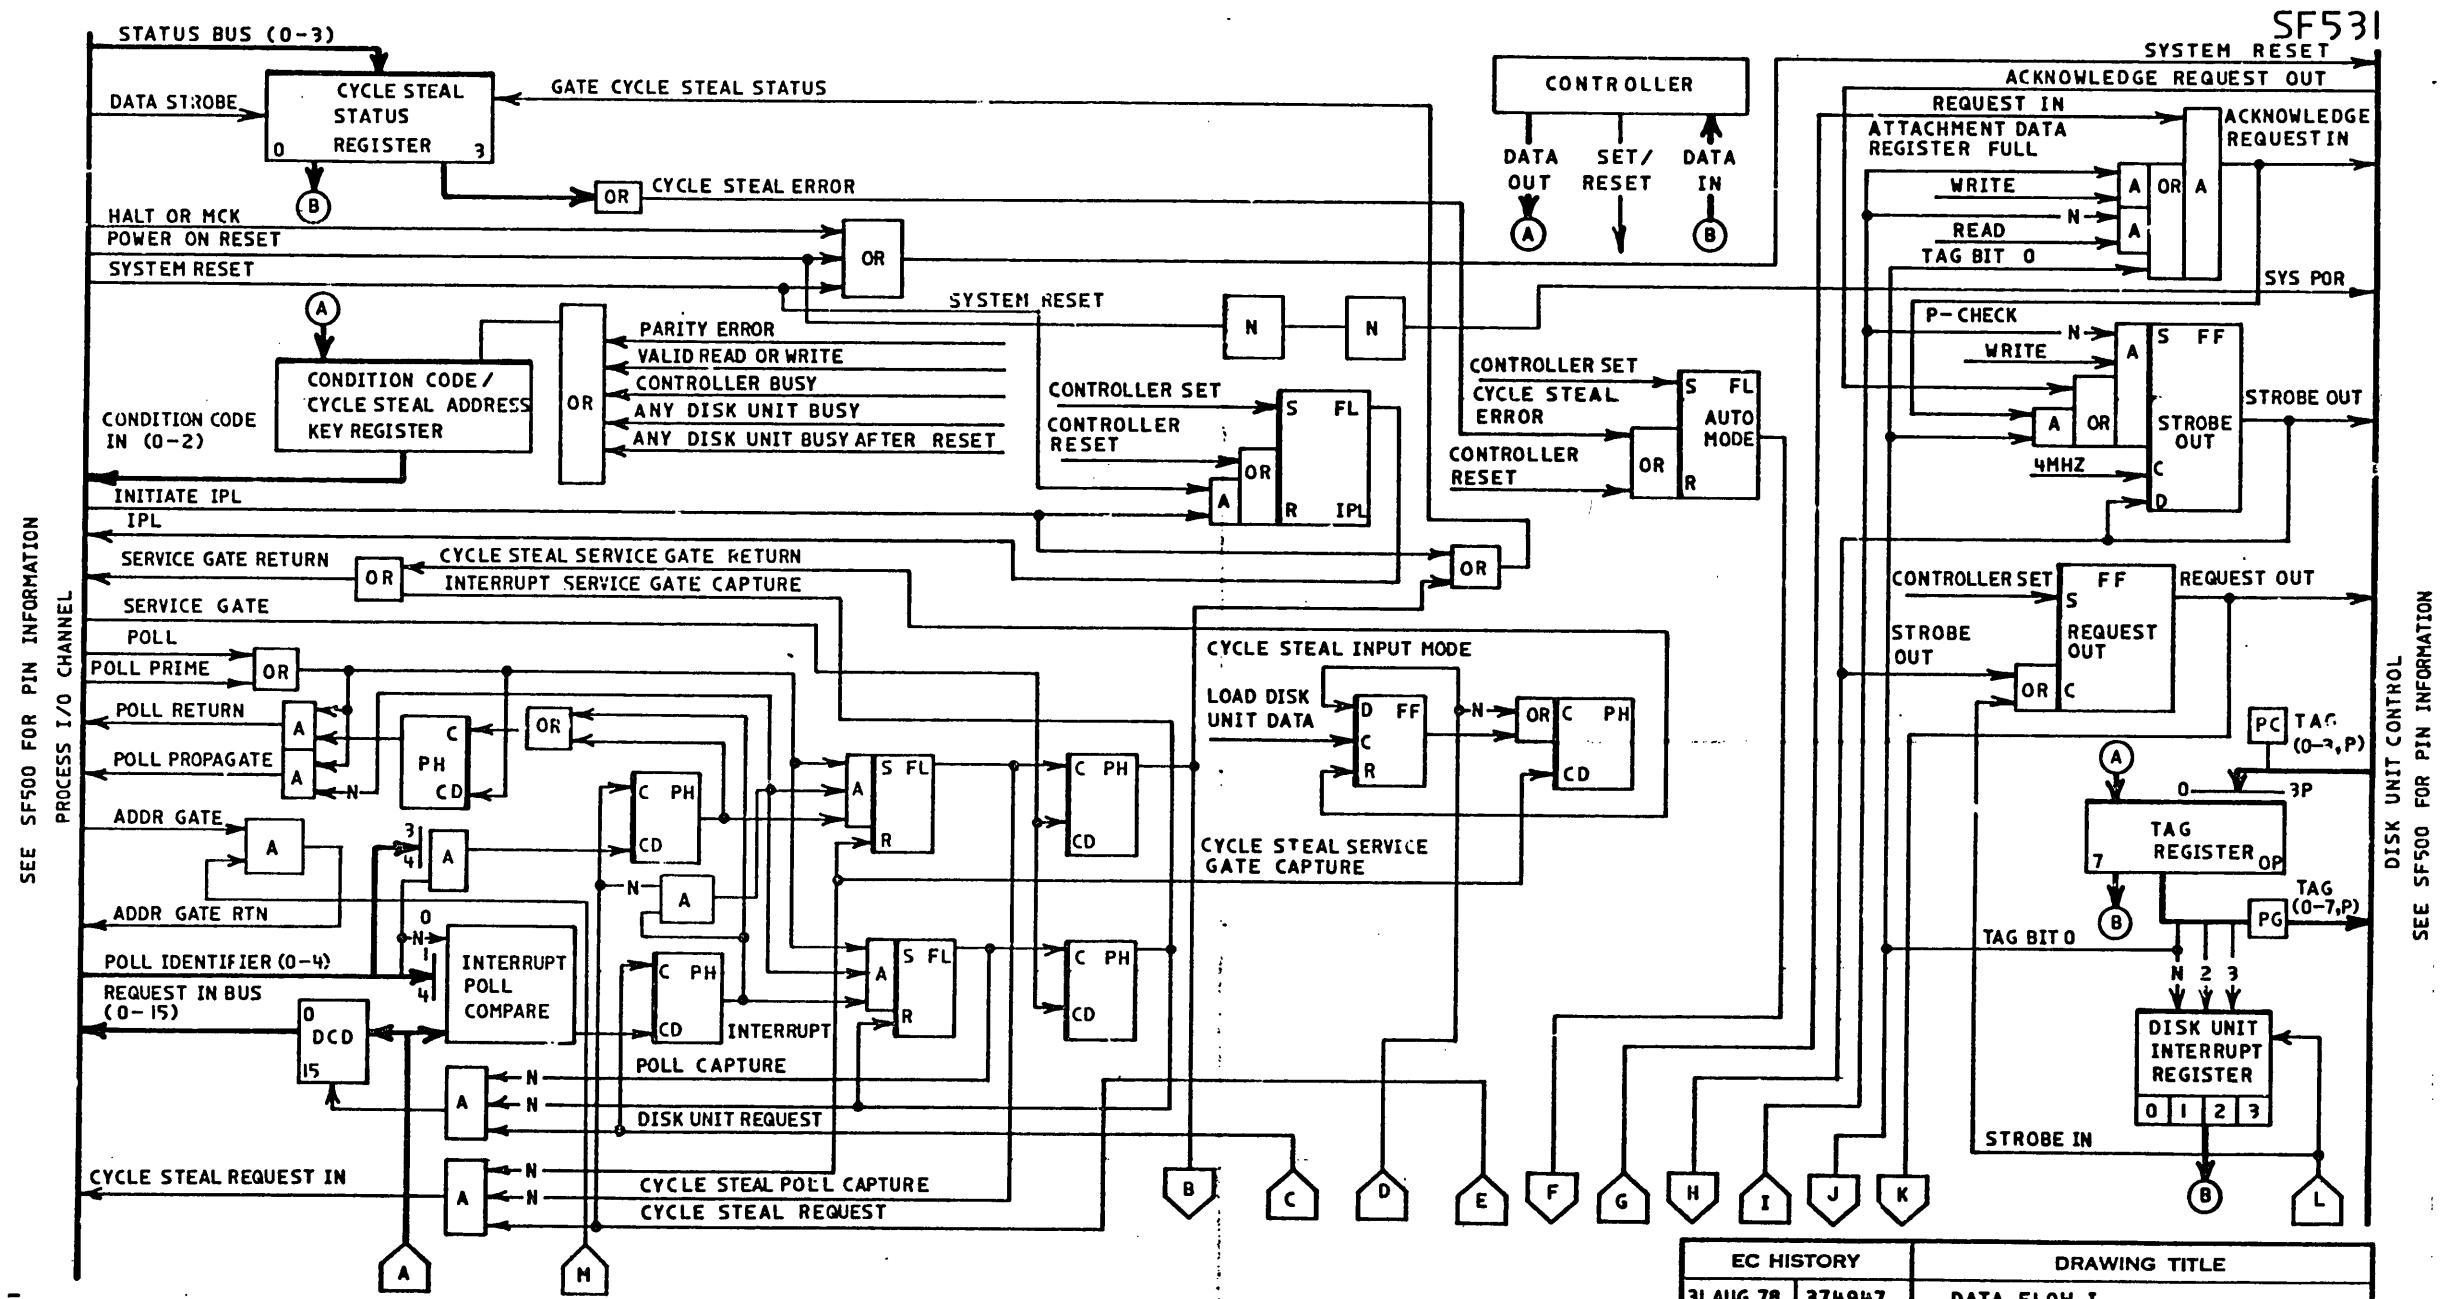 SF531
STATUS BUS (0-3)
DATA STROBE
CYCLE STEAL
STATUS
REGISTER
0
3
GATE CYCLE STEAL STATUS
B
OR
CYCLE STEAL ERROR
HALT OR MCK
POWER ON RESET
SYSTEM RESET
OR
CONTROLLER
DATA
OUT
SET/
RESET
DATA
IN
A
B
SYSTEM RESET
ACKNOWLEDGE REQUEST OUT
REQUEST IN
ATTACHMENT DATA
REGISTER FULL
WRITE
N
READ
TAG BIT 0
A
A
OR
A
ACKNOWLEDGE
REQUEST IN
SYS POR
A
SYSTEM RESET
N
N
CONDITION CODE/
CYCLE STEAL ADDRESS
KEY REGISTER
CONDITION CODE
IN (0-2)
OR
PARITY ERROR
VALID READ OR WRITE
CONTROLLER BUSY
ANY DISK UNIT BUSY
ANY DISK UNIT BUSY AFTER RESET
CONTROLLER SET
CONTROLLER
RESET
OR
A
S
FL
R
IPL
CONTROLLER SET
CYCLE STEAL
ERROR
CONTROLLER
RESET
OR
S
FL
AUTO
MODE
R
P-CHECK
N
WRITE
A
A
OR
4MHZ
S
FF
STROBE
OUT
C
D
STROBE OUT
INITIATE IPL
IPL
SERVICE GATE RETURN
OR
CYCLE STEAL SERVICE GATE RETURN
INTERRUPT SERVICE GATE CAPTURE
OR
SERVICE GATE
POLL
POLL PRIME
OR
POLL RETURN
POLL PROPAGATE
A
A
N
C
PH
CD
OR
ADDR GATE
A
ADDR GATE RTN
3
4
A
C
PH
CD
N
A
A
S FL
R
C PH
CD
CYCLE STEAL INPUT MODE
LOAD DISK
UNIT DATA
D
FF
C
R
N
OR
C
PH
CD
CYCLE STEAL SERVICE
GATE CAPTURE
CONTROLLER SET
STROBE
OUT
OR
FF
S
REQUEST
OUT
C
REQUEST OUT
PC
TAG
(0-3,P)
A
0
3P
TAG
REGISTER
7
0P
B
PG
TAG
(0-7,P)
TAG BIT 0
N
2
3
DISK UNIT
INTERRUPT
REGISTER
0
1
2
3
B
STROBE IN
POLL IDENTIFIER (0-4)
0
N
1
4
INTERRUPT
POLL
COMPARE
REQUEST IN BUS
(0-15)
0
DCD
15
C PH
CD
INTERRUPT
A
S FL
R
C PH
CD
POLL CAPTURE
A
N
N
DISK UNIT REQUEST
CYCLE STEAL REQUEST IN
A
N
N
CYCLE STEAL POLL CAPTURE
CYCLE STEAL REQUEST
A
M
B
C
D
E
F
G
H
I
J
K
L
SEE SF500 FOR PIN INFORMATION
PROCESS I/O CHANNEL
DISK UNIT CONTROL
SEE SF500 FOR PIN INFORMATION
EC HISTORY
DRAWING TITLE
31 AUG 78
374947
DATA FLOW I